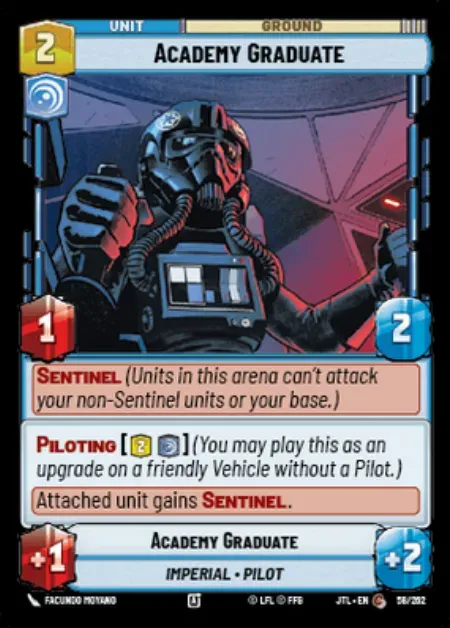 UNIT
GROUND
2
ACADEMY GRADUATE
1
2
SENTINEL (Units in this arena can't attack
your non-Sentinel units or your base.)
PILOTING [2] (You may play this as an
upgrade on a friendly Vehicle without a Pilot.)
Attached unit gains SENTINEL.
+1
ACADEMY GRADUATE
+2
IMPERIAL • PILOT
FACUNDO MOYANO
© LFL © FFG
JTL • EN
C
56/262